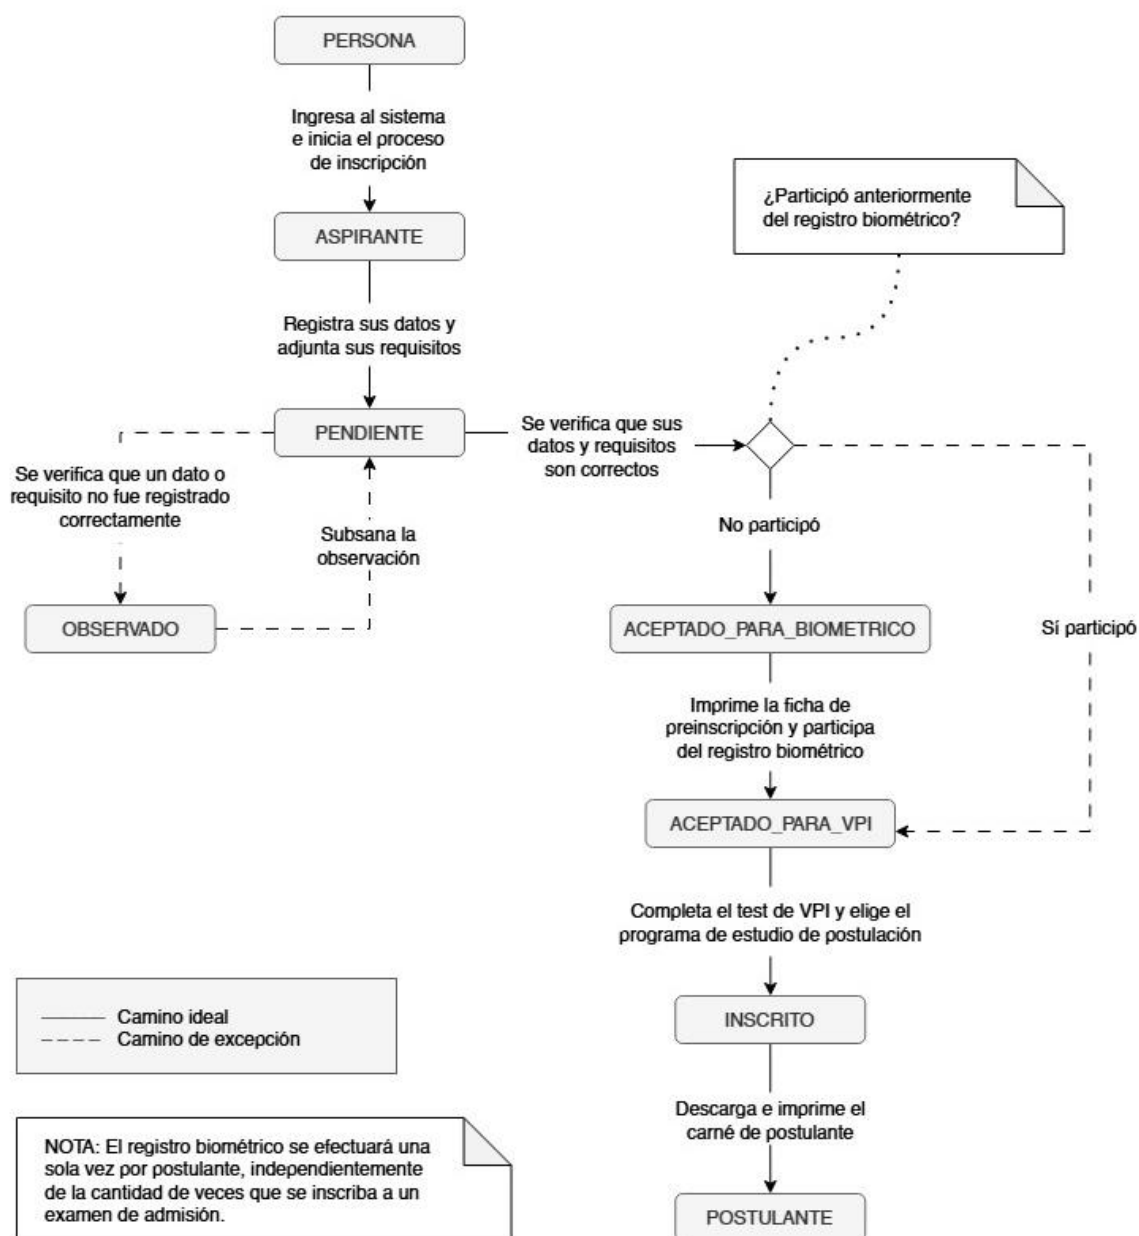 PERSONA
Ingresa al sistema
e inicia el proceso
de inscripción
¿Participó anteriormente
del registro biométrico?
ASPIRANTE
Registra sus datos y
adjunta sus requisitos
PENDIENTE
Se verifica que sus
datos y requisitos
son correctos
Se verifica que un dato o
requisito no fue registrado
correctamente
Subsana la
observación
No participó
OBSERVADO
ACEPTADO_PARA_BIOMETRICO
Sí participó
Imprime la ficha de
preinscripción y participa
del registro biométrico
ACEPTADO_PARA_VPI
Completa el test de VPI y elige el
programa de estudio de postulación
INSCRITO
Camino ideal
Camino de excepción
Descarga e imprime el
carné de postulante
NOTA: El registro biométrico se efectuará una
sola vez por postulante, independientemente
de la cantidad de veces que se inscriba a un
examen de admisión.
POSTULANTE